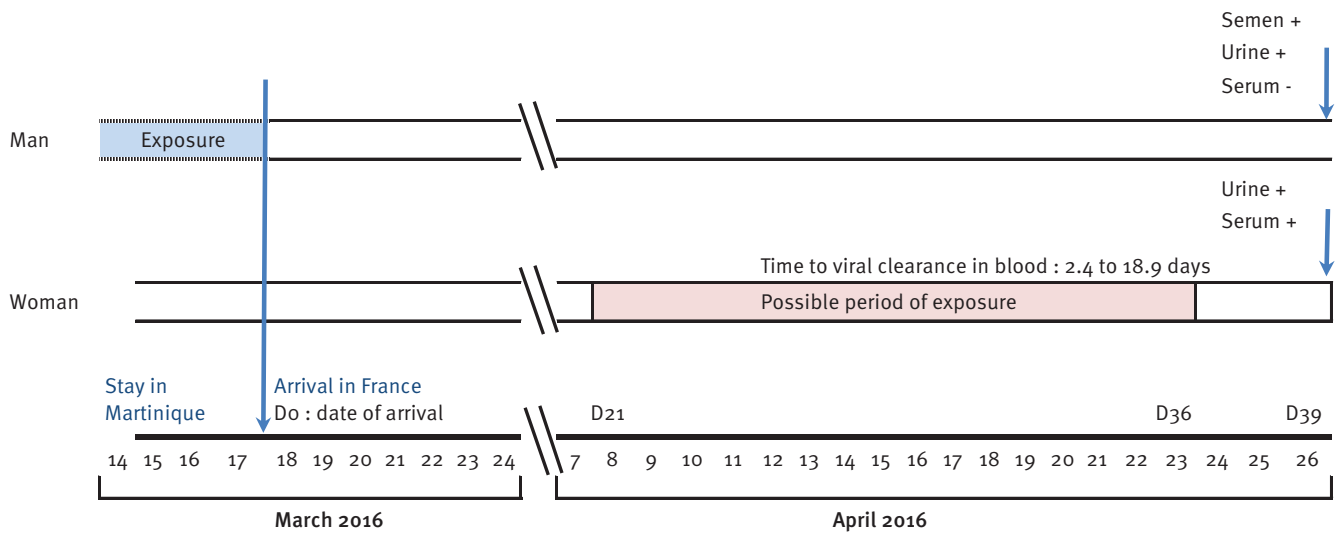 Semen +
Urine +
Serum -
Man
Exposure
Urine +
Serum +
Time to viral clearance in blood : 2.4 to 18.9 days
Woman
Possible period of exposure
Stay in
Martinique
Arrival in France
Do : date of arrival
D21
D36
D39
14 15 16 17 18 19 20 21 22 23 24 7 8 9 10 11 12 13 14 15 16 17 18 19 20 21 22 23 24 25 26
March 2016
April 2016